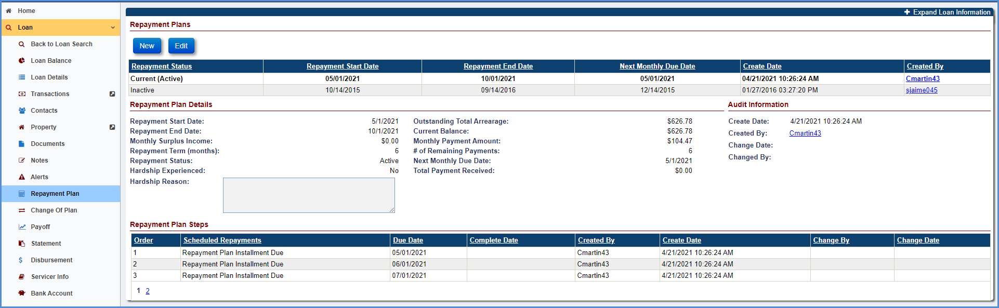 Home
Loan
Back to Loan Search
Loan Balance
Loan Details
Transactions
Contacts
Property
Documents
Notes
Alerts
Repayment Plan
Change Of Plan
Payoff
Statement
Disbursement
Servicer Info
Bank Account
Expand Loan Information
Repayment Plans
New Edit
Repayment Status Repayment Start Date Repayment End Date Next Monthly Due Date Create Date Created By
Current (Active) 05/01/2021 10/01/2021 05/01/2021 04/21/2021 10:26:24 AM Cmartin43
Inactive 10/14/2015 09/14/2016 12/14/2015 01/27/2016 03:27:20 PM sjaime045
Repayment Plan Details
Repayment Start Date: 5/1/2021
Repayment End Date: 10/1/2021
Monthly Surplus Income: $0.00
Repayment Term (months): 6
Repayment Status: Active
Hardship Experienced: No
Hardship Reason:
Outstanding Total Arrearage: $626.78
Current Balance: $626.78
Monthly Payment Amount: $104.47
# of Remaining Payments: 6
Next Monthly Due Date: 5/1/2021
Total Payment Received: $0.00
Audit Information
Create Date: 4/21/2021 10:26:24 AM
Created By: Cmartin43
Change Date:
Changed By:
Repayment Plan Steps
Order Scheduled Repayments Due Date Complete Date Created By Create Date Change By Change Date
1 Repayment Plan Installment Due 05/01/2021 Cmartin43 4/21/2021 10:26:24 AM
2 Repayment Plan Installment Due 06/01/2021 Cmartin43 4/21/2021 10:26:24 AM
3 Repayment Plan Installment Due 07/01/2021 Cmartin43 4/21/2021 10:26:24 AM
1 2